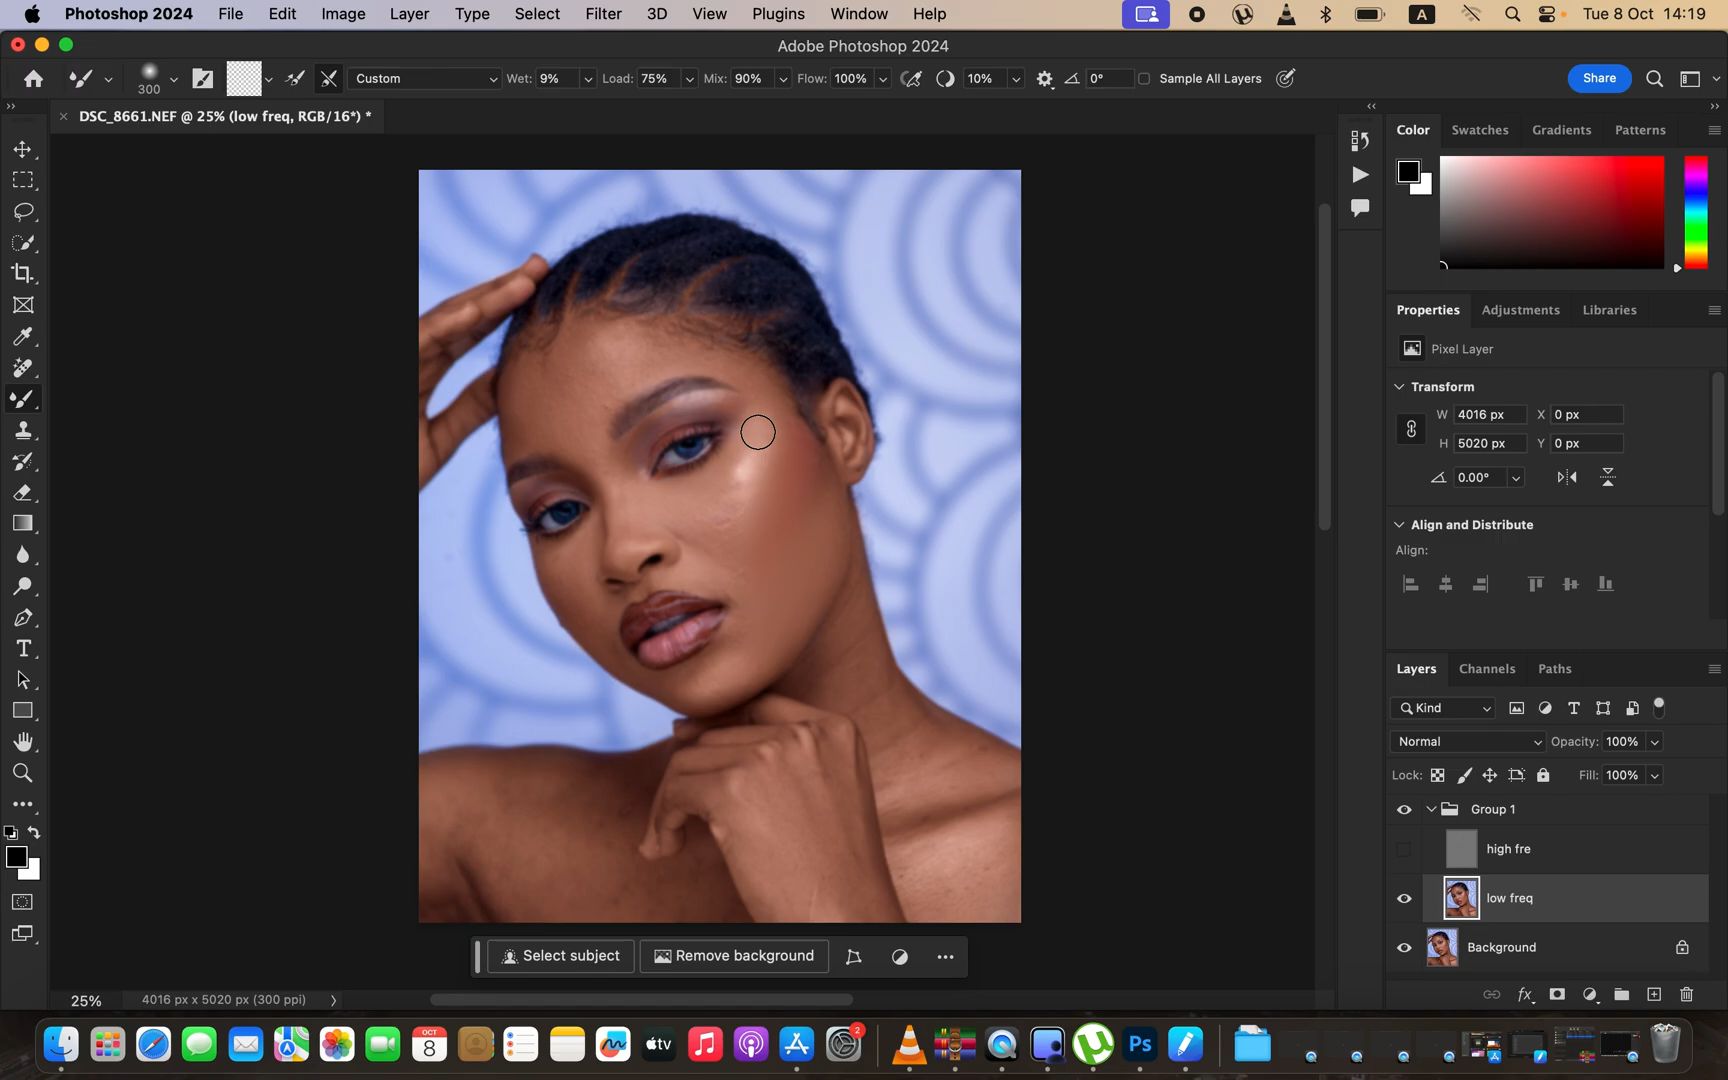 Photoshop 2024 File Edit Image Layer Type Select Filter 3D View Plugins Window Help A Tue 8 Oct 14:19
Adobe Photoshop 2024
300 Custom Wet: 9% Load: 75% Mix: 90% Flow: 100% 10% 0° Sample All Layers Share
× DSC_8661.NEF @ 25% (low freq, RGB/16*) *
Color Swatches Gradients Patterns
Properties Adjustments Libraries
Pixel Layer
Transform
W 4016 px X 0 px
H 5020 px Y 0 px
0.00°
Align and Distribute
Align:
Layers Channels Paths
Kind
Normal Opacity: 100%
Lock: Fill: 100%
Group 1
high fre
low freq
Background
Select subject Remove background
25% 4016 px x 5020 px (300 ppi)
OCT
8
tv
2
Ps